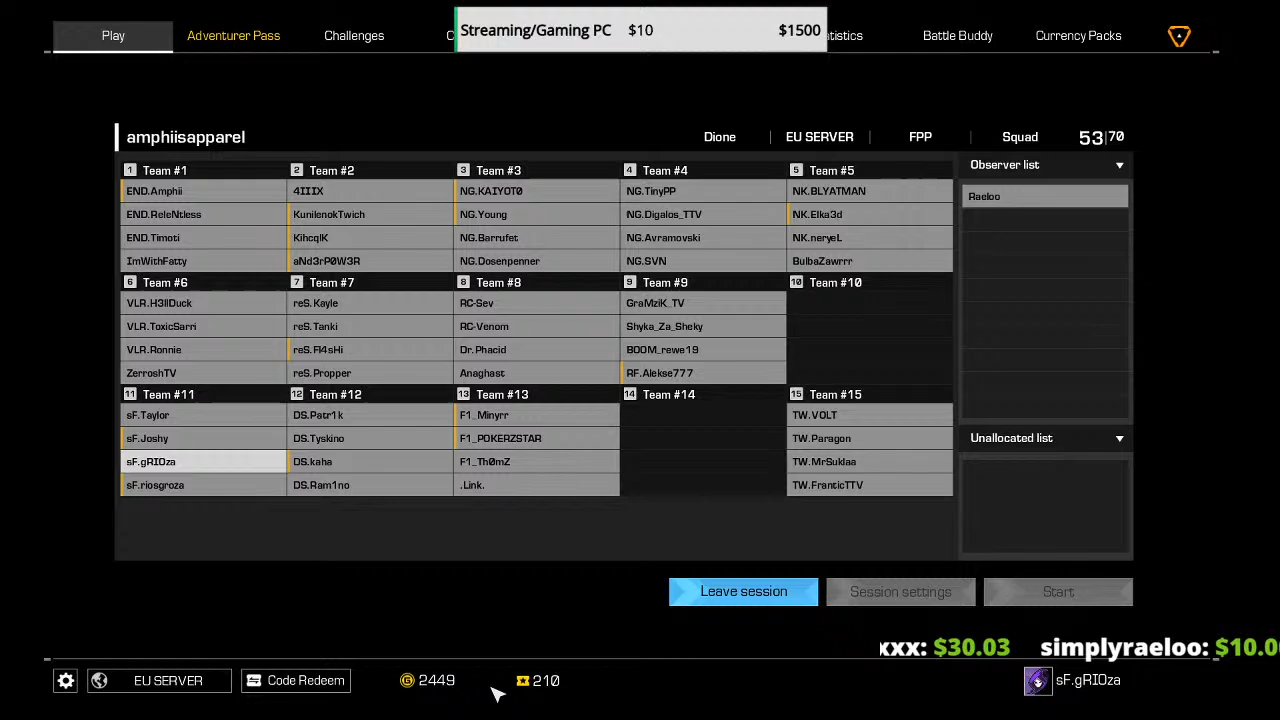 Streaming/Gaming PC $10 $1500
Play Adventurer Pass Challenges C atistics Battle Buddy Currency Packs
amphiisapparel Dione EU SERVER FPP Squad 53|70
1 Team #1 2 Team #2 3 Team #3 4 Team #4 5 Team #5 Observer list
END.Amphii 4IIIX NG.KAIYOT0 NG.TinyPP NK.BLYATMAN Raeloo
END.ReleNtless KunilenokTwich NG.Young NG.Digalos_TTV NK.Elka3d
END.Timoti KihcqIK NG.Barrufet NG.Avramovski NK.neryeL
ImWithFatty aNd3rP0W3R NG.Dosenpenner NG.SVN BulbaZawrrr
6 Team #6 7 Team #7 8 Team #8 9 Team #9 10 Team #10
VLR.H3llDuck reS.Kayle RC-Sev GraMziK_TV
VLR.ToxicSarri reS.Tanki RC-Venom Shyka_Za_Sheky
VLR.Ronnie reS.Fl4sHi Dr.Phacid BOOM_rewe19
ZerroshTV reS.Propper Anaghast RF.Alekse777
11 Team #11 12 Team #12 13 Team #13 14 Team #14 15 Team #15
sF.Taylor DS.Patr1k F1_Minyrr TW.VOLT
sF.Joshy DS.Tyskino F1_POKERZSTAR TW.Paragon Unallocated list
sF.gRIOza DS.kaha F1_Th0mZ TW.MrSuklaa
sF.riosgroza DS.Ram1no .Link. TW.FranticTTV
Leave session Session settings Start
xxx: $30.03 simplyraeloo: $10.0
EU SERVER Code Redeem G 2449 210 sF.gRIOza